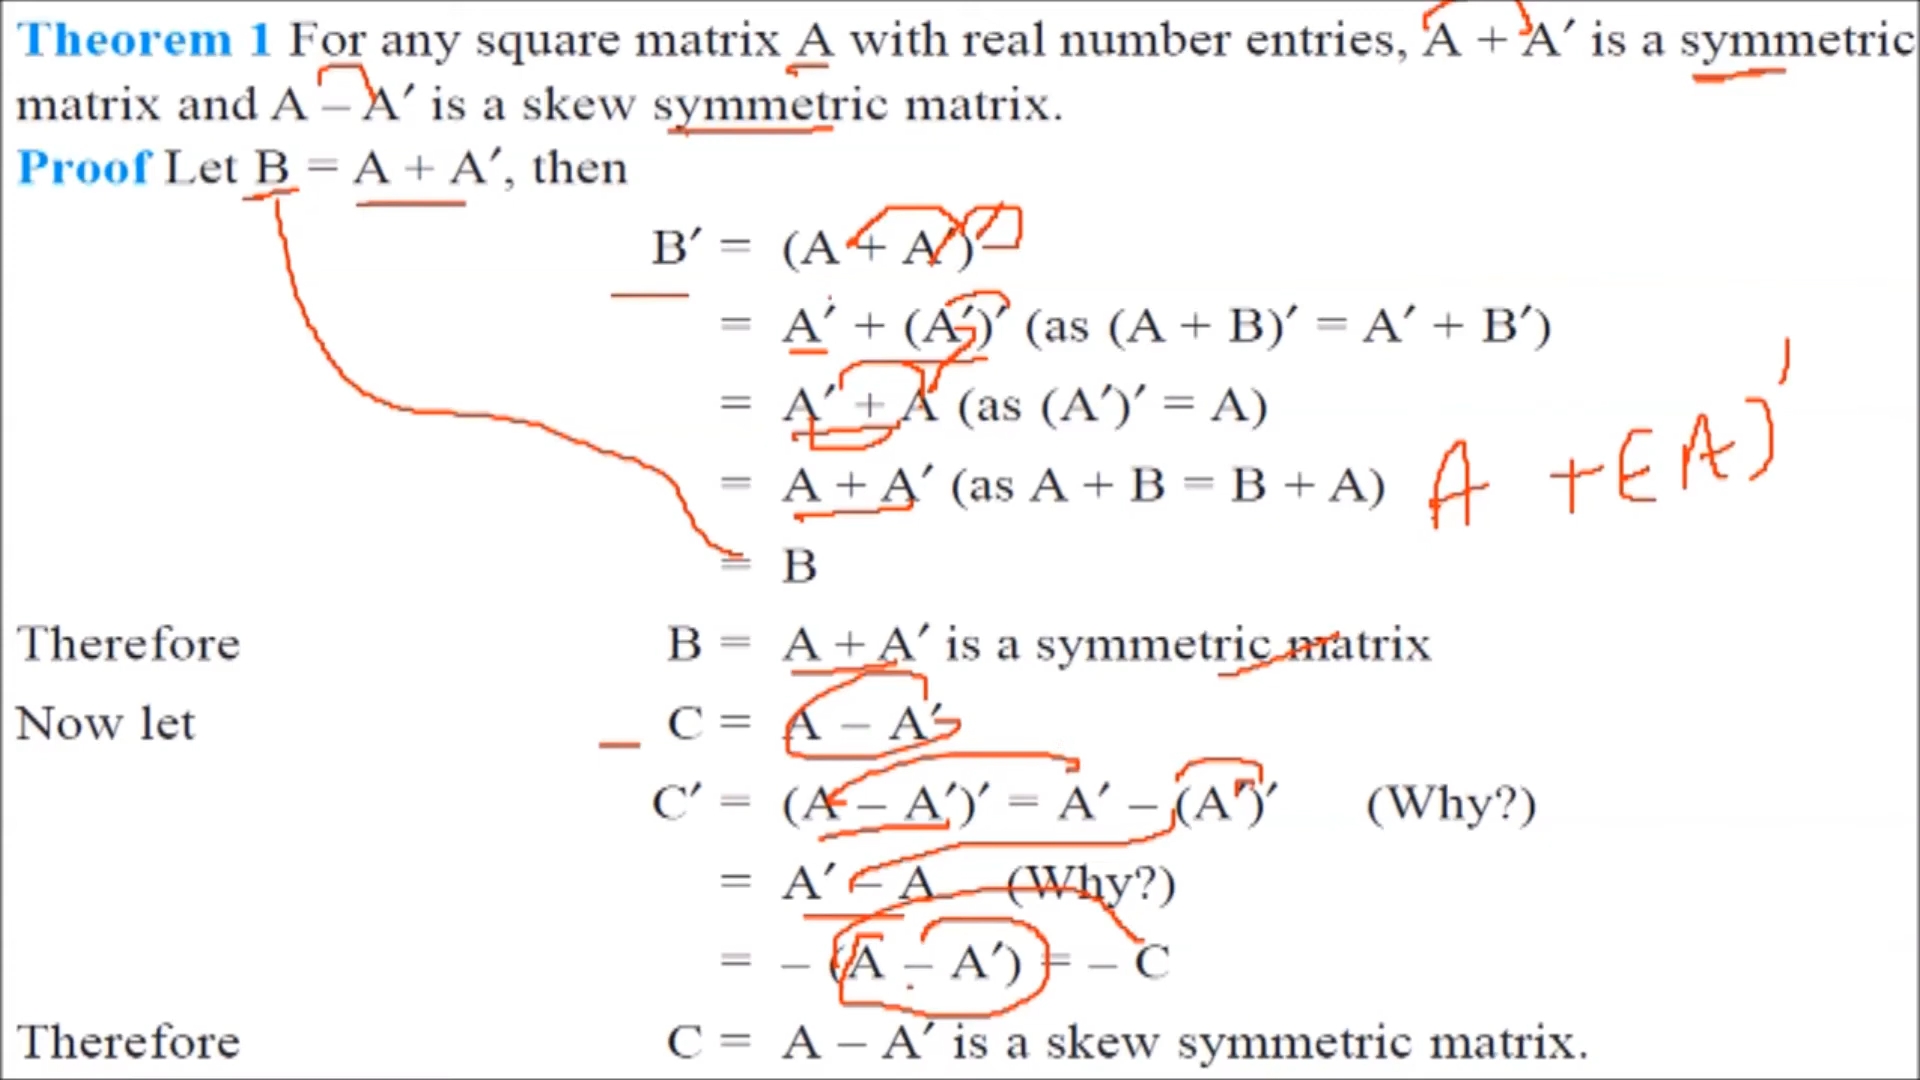 Theorem 1 For any square matrix A with real number entries, A + A′ is a symmetric
matrix and A – A′ is a skew symmetric matrix.
Proof Let B = A + A′, then
B′ = (A + A′)′
= A′ + (A′)′ (as (A + B)′ = A′ + B′)
= A′ + A (as (A′)′ = A)
= A + A′ (as A + B = B + A)
A + (A)′
= B
Therefore B = A + A′ is a symmetric matrix
Now let C = A – A′
C′ = (A – A′)′ = A′ – (A′)′ (Why?)
= A′ – A (Why?)
= – (A – A′) = – C
Therefore C = A – A′ is a skew symmetric matrix.